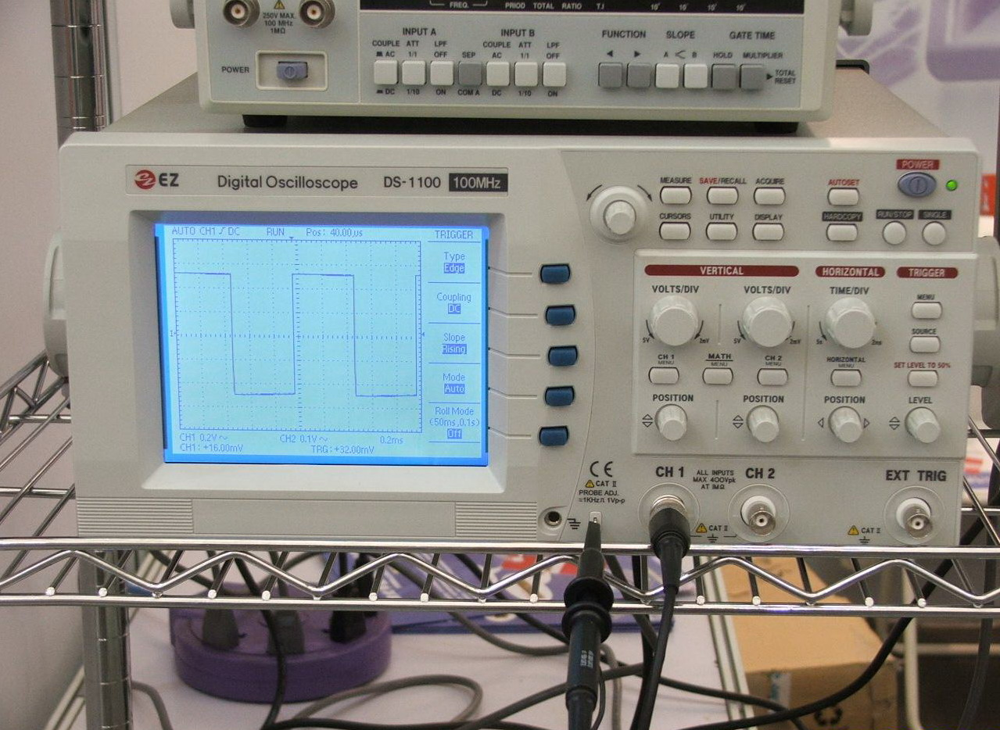 FREQ. PRIOD TOTAL RATIO T.I
250V MAX.
100 MHz
1MΩ
INPUT A INPUT B FUNCTION SLOPE GATE TIME
COUPLE ATT LPF COUPLE ATT LPF
AC 1/1 OFF SEP AC 1/1 OFF A B HOLD MULTIPLIER
POWER
TOTAL
RESET
DC 1/10 ON COM A DC 1/10 ON
EZ Digital Oscilloscope DS-1100 100MHz
MEASURE SAVE/RECALL ACQUIRE AUTOSET POWER
CURSORS UTILITY DISPLAY HARDCOPY RUN/STOP SINGLE
AUTO CH1 DC RUN Pos: 40.00us TRIGGER
Type
Edge
Coupling
DC
Slope
Rising
Mode
Auto
Roll Mode
(50ms,0.1s)
Off
1
CH1 0.2V CH2 0.1V 0.2ms
CH1: +16.00mV TRG: +32.00mV
VERTICAL HORIZONTAL TRIGGER
VOLTS/DIV VOLTS/DIV TIME/DIV
MENU
5V 2mV 5V 2mV 5s 2ns
SOURCE
CH 1 MATH CH 2 HORIZONTAL
MENU MENU MENU MENU
SET LEVEL TO 50%
POSITION POSITION POSITION LEVEL
CE
CAT II
PROBE ADJ.
≈1KHz 1Vp-p
CH 1 ALL INPUTS CH 2 EXT TRIG
MAX 400Vpk
AT 1MΩ
CAT II CAT II